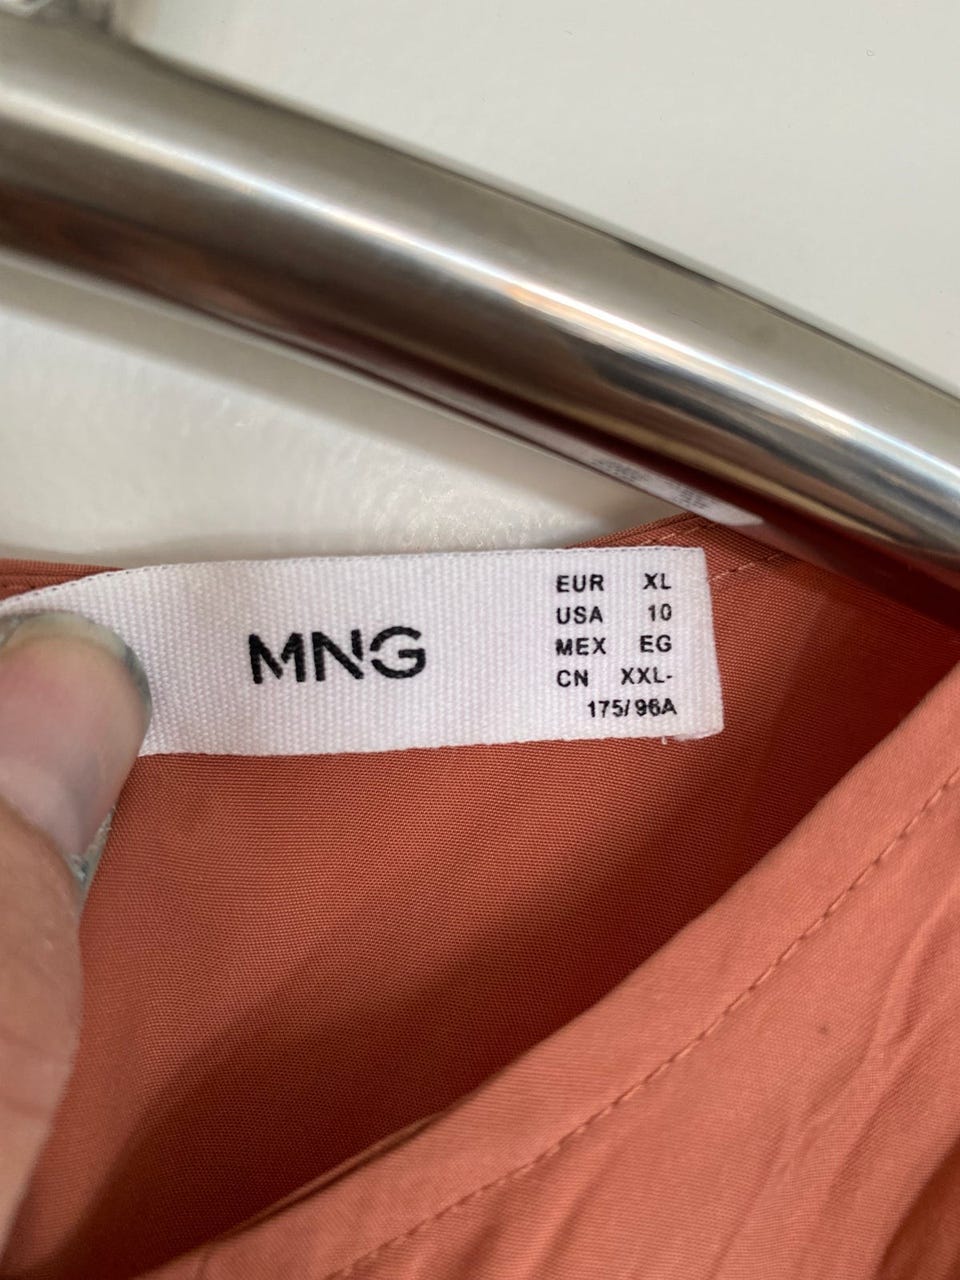 MNG
EUR XL
USA 10
MEX EG
CN XXL-
175/96A